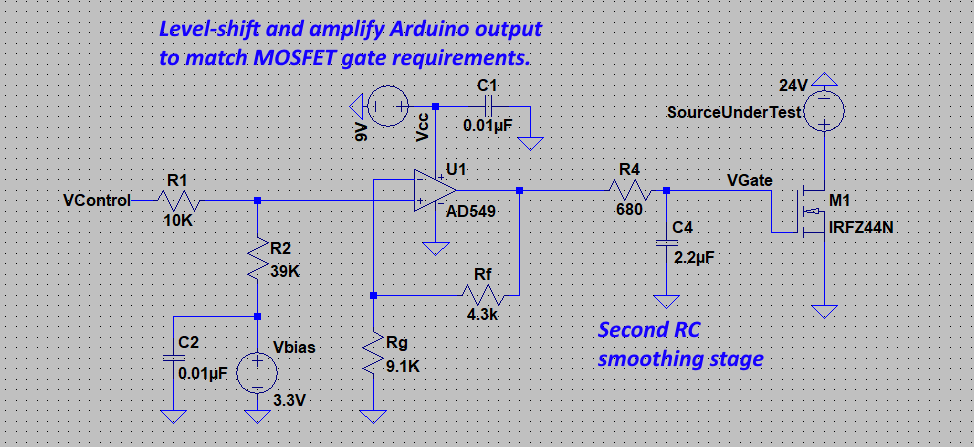 Level-shift and amplify Arduino output
to match MOSFET gate requirements.
24V
C1
SourceUnderTest
9V
Vcc
0.01µF
U1
R4
VGate
R1
VControl
M1
10K
680
AD549
C4
IRFZ44N
R2
39K
2.2µF
Rf
4.3k
Second RC
smoothing stage
C2
Vbias
Rg
0.01µF
9.1K
3.3V